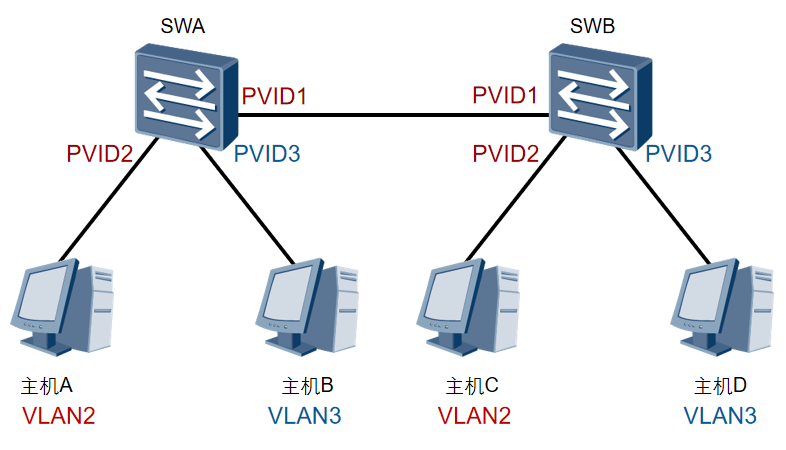 SWA
SWB
PVID1
PVID1
PVID2
PVID3
PVID2
PVID3
主机A
主机B
主机C
主机D
VLAN2
VLAN3
VLAN2
VLAN3